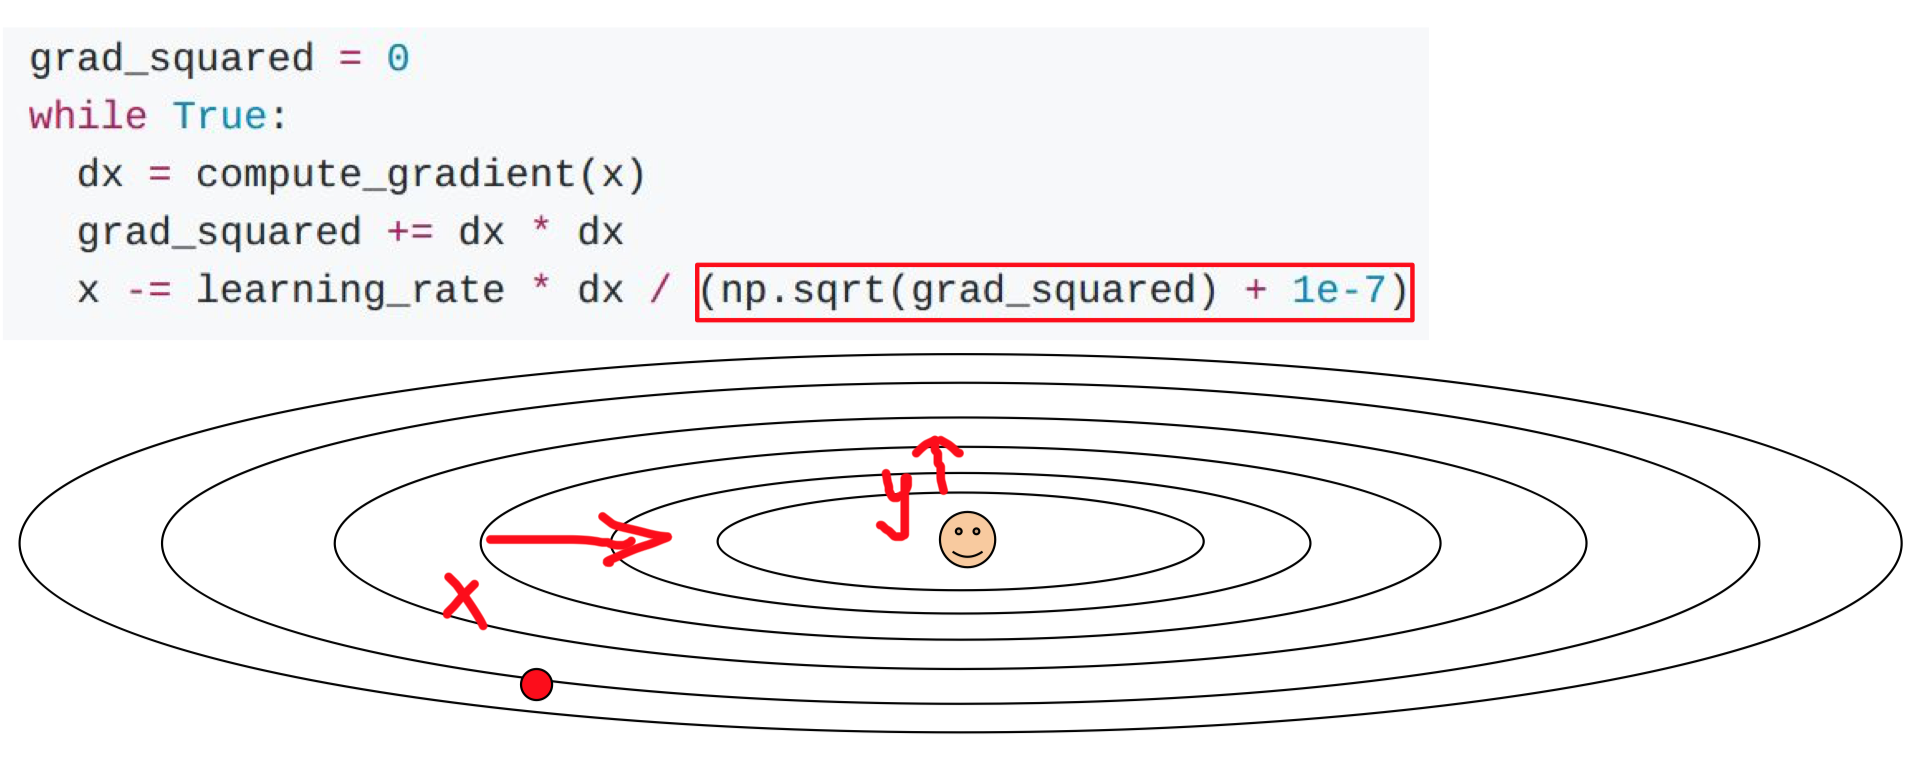 grad_squared = 0
while True:
  dx = compute_gradient(x)
  grad_squared += dx * dx
  x -= learning_rate * dx / (np.sqrt(grad_squared) + 1e-7)
y
x